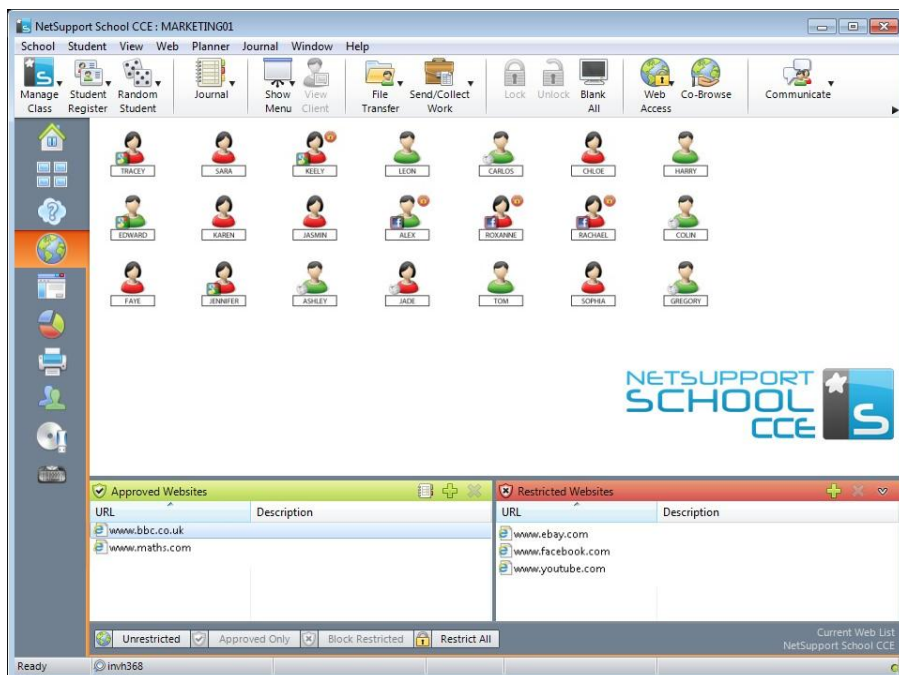 NetSupport School CCE : MARKETING01
School Student View Web Planner Journal Window Help
Manage Class
Student Register
Random Student
Journal
Show Menu
View Client
File Transfer
Send/Collect Work
Lock
Unlock
Blank All
Web Access
Co-Browse
Communicate
TRACEY SARA KEELY LEON CARLOS CHLOE HARRY
EDWARD KAREN JASMIN ALEX ROXANNE RACHAEL COLIN
FAYE JENNIFER ASHLEY JADE TOM SOPHIA GREGORY
NETSUPPORT
SCHOOL
CCE
S
Approved Websites
URL Description
www.bbc.co.uk
www.maths.com
Restricted Websites
URL Description
www.ebay.com
www.facebook.com
www.youtube.com
Unrestricted Approved Only Block Restricted Restrict All
Current Web List
NetSupport School CCE
Ready invh368